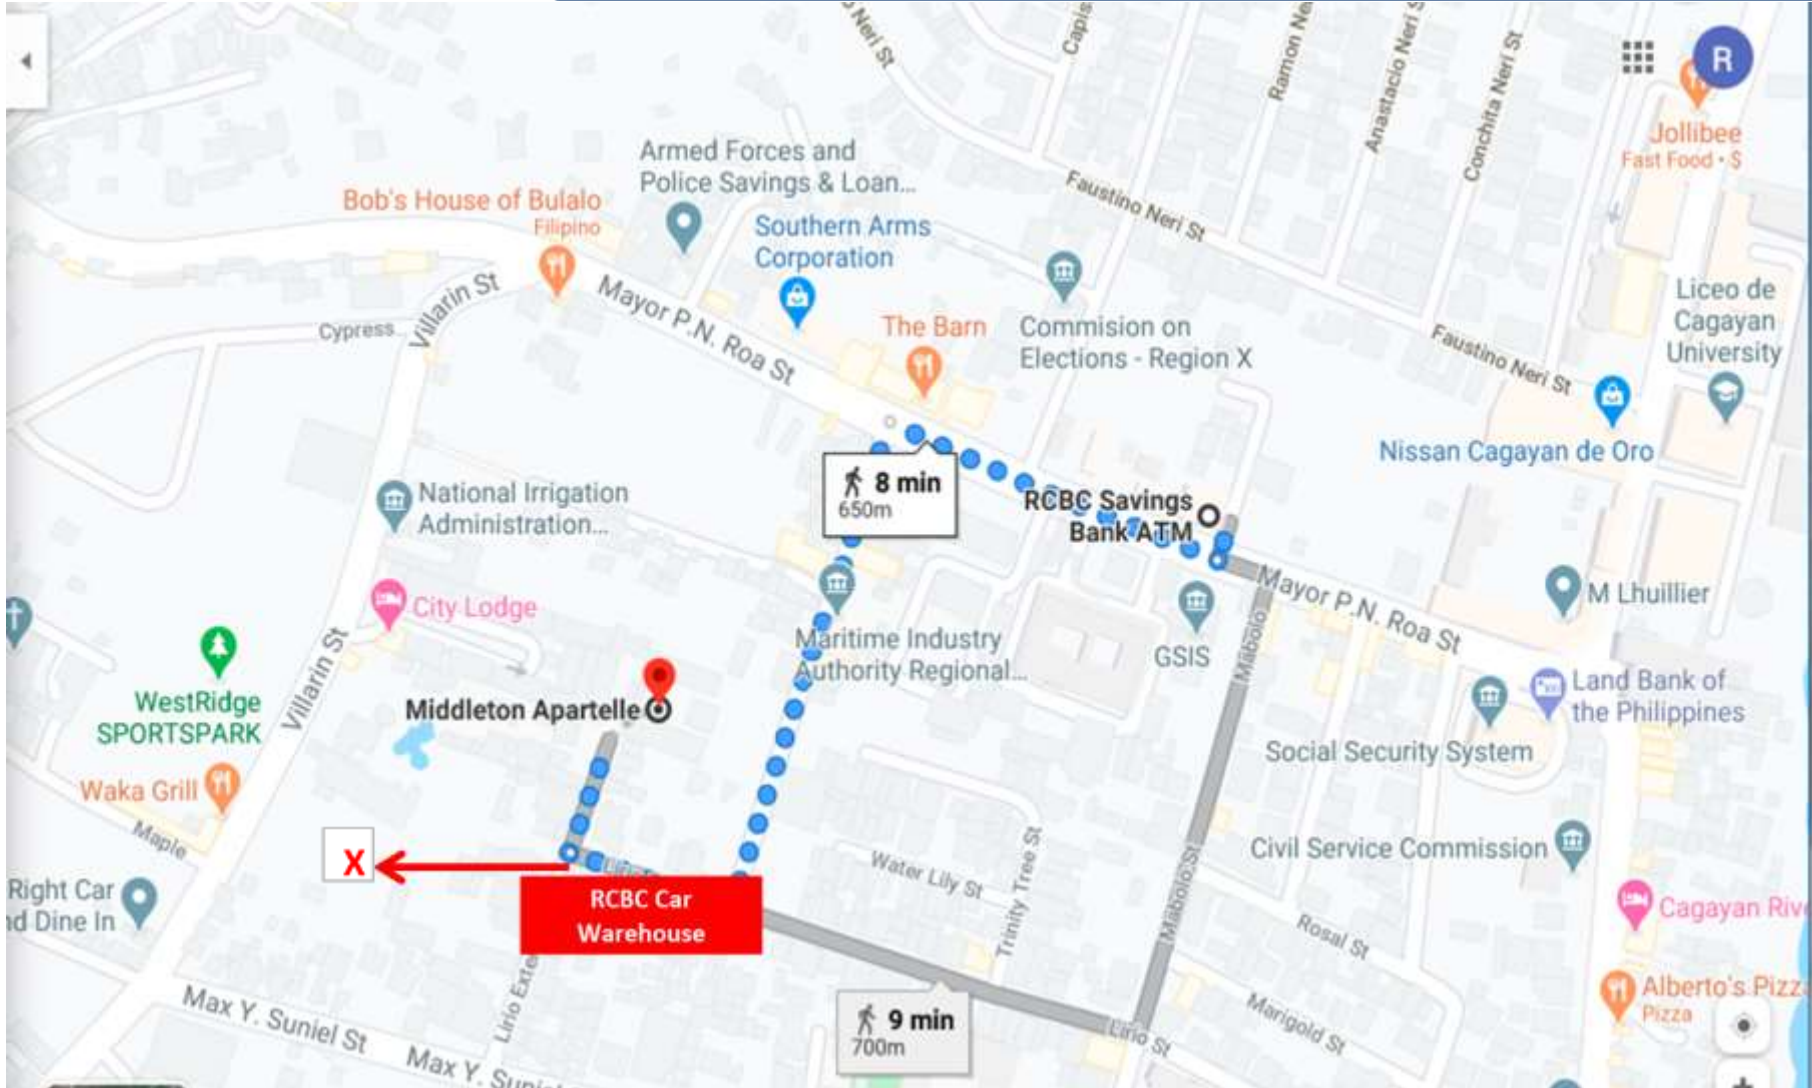 Neri St
Capis
Ramon Ne
Anastacio Neri S
Conchita Neri St
R
Jollibee
Fast Food • $
Armed Forces and
Police Savings & Loan...
Bob's House of Bulalo
Filipino
Southern Arms
Corporation
Faustino Neri St
Villarin St
Cypress
Mayor P.N. Roa St
The Barn
Commision on
Elections - Region X
Liceo de
Cagayan
University
Faustino Neri St
Nissan Cagayan de Oro
8 min
650m
RCBC Savings
Bank ATM
National Irrigation
Administration...
City Lodge
Maritime Industry
Authority Regional...
GSIS
Mabolo
Mayor P.N. Roa St
M Lhuillier
Land Bank of
the Philippines
Social Security System
WestRidge
SPORTSPARK
Villarin St
Middleton Apartelle
Waka Grill
Maple
X
Right Car
nd Dine In
RCBC Car
Warehouse
Water Lily St
Trinity Tree St
Mabolo St
Civil Service Commission
Rosal St
Cagayan Riv
Lirio Exte
Max Y. Suniel St
Max Y. Suniel
9 min
700m
Lirio St
Marigold St
Alberto's Pizz
Pizza